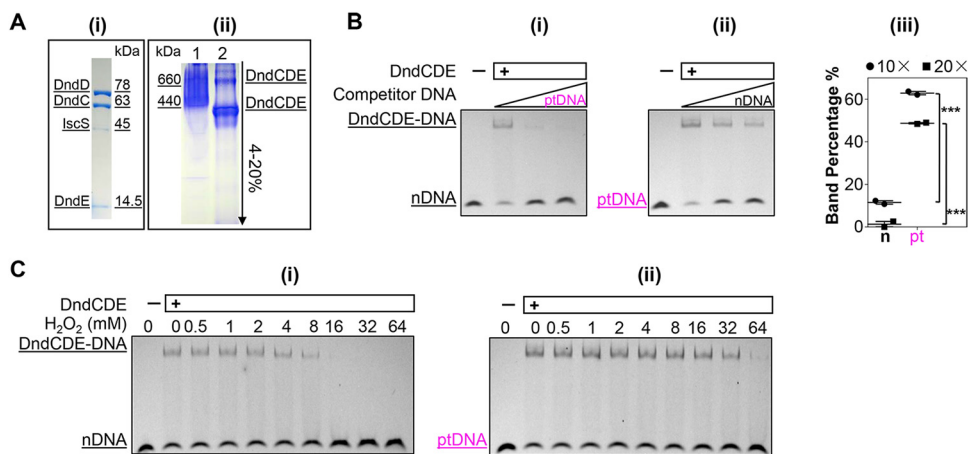 A
(i)
(ii)
kDa
DndD 78
DndC 63
IscS 45
DndE 14.5
kDa 1 2
660 DndCDE
440 DndCDE
4-20%
B
(i)
(ii)
(iii)
DndCDE − +
Competitor DNA ptDNA
DndCDE-DNA
nDNA
− +
nDNA
ptDNA
● 10× ■ 20×
Band Percentage %
60
40
20
0
***
***
n pt
C
(i)
DndCDE − +
H2O2 (mM) 0 0 0.5 1 2 4 8 16 32 64
DndCDE-DNA
nDNA
(ii)
− +
0 0 0.5 1 2 4 8 16 32 64
ptDNA